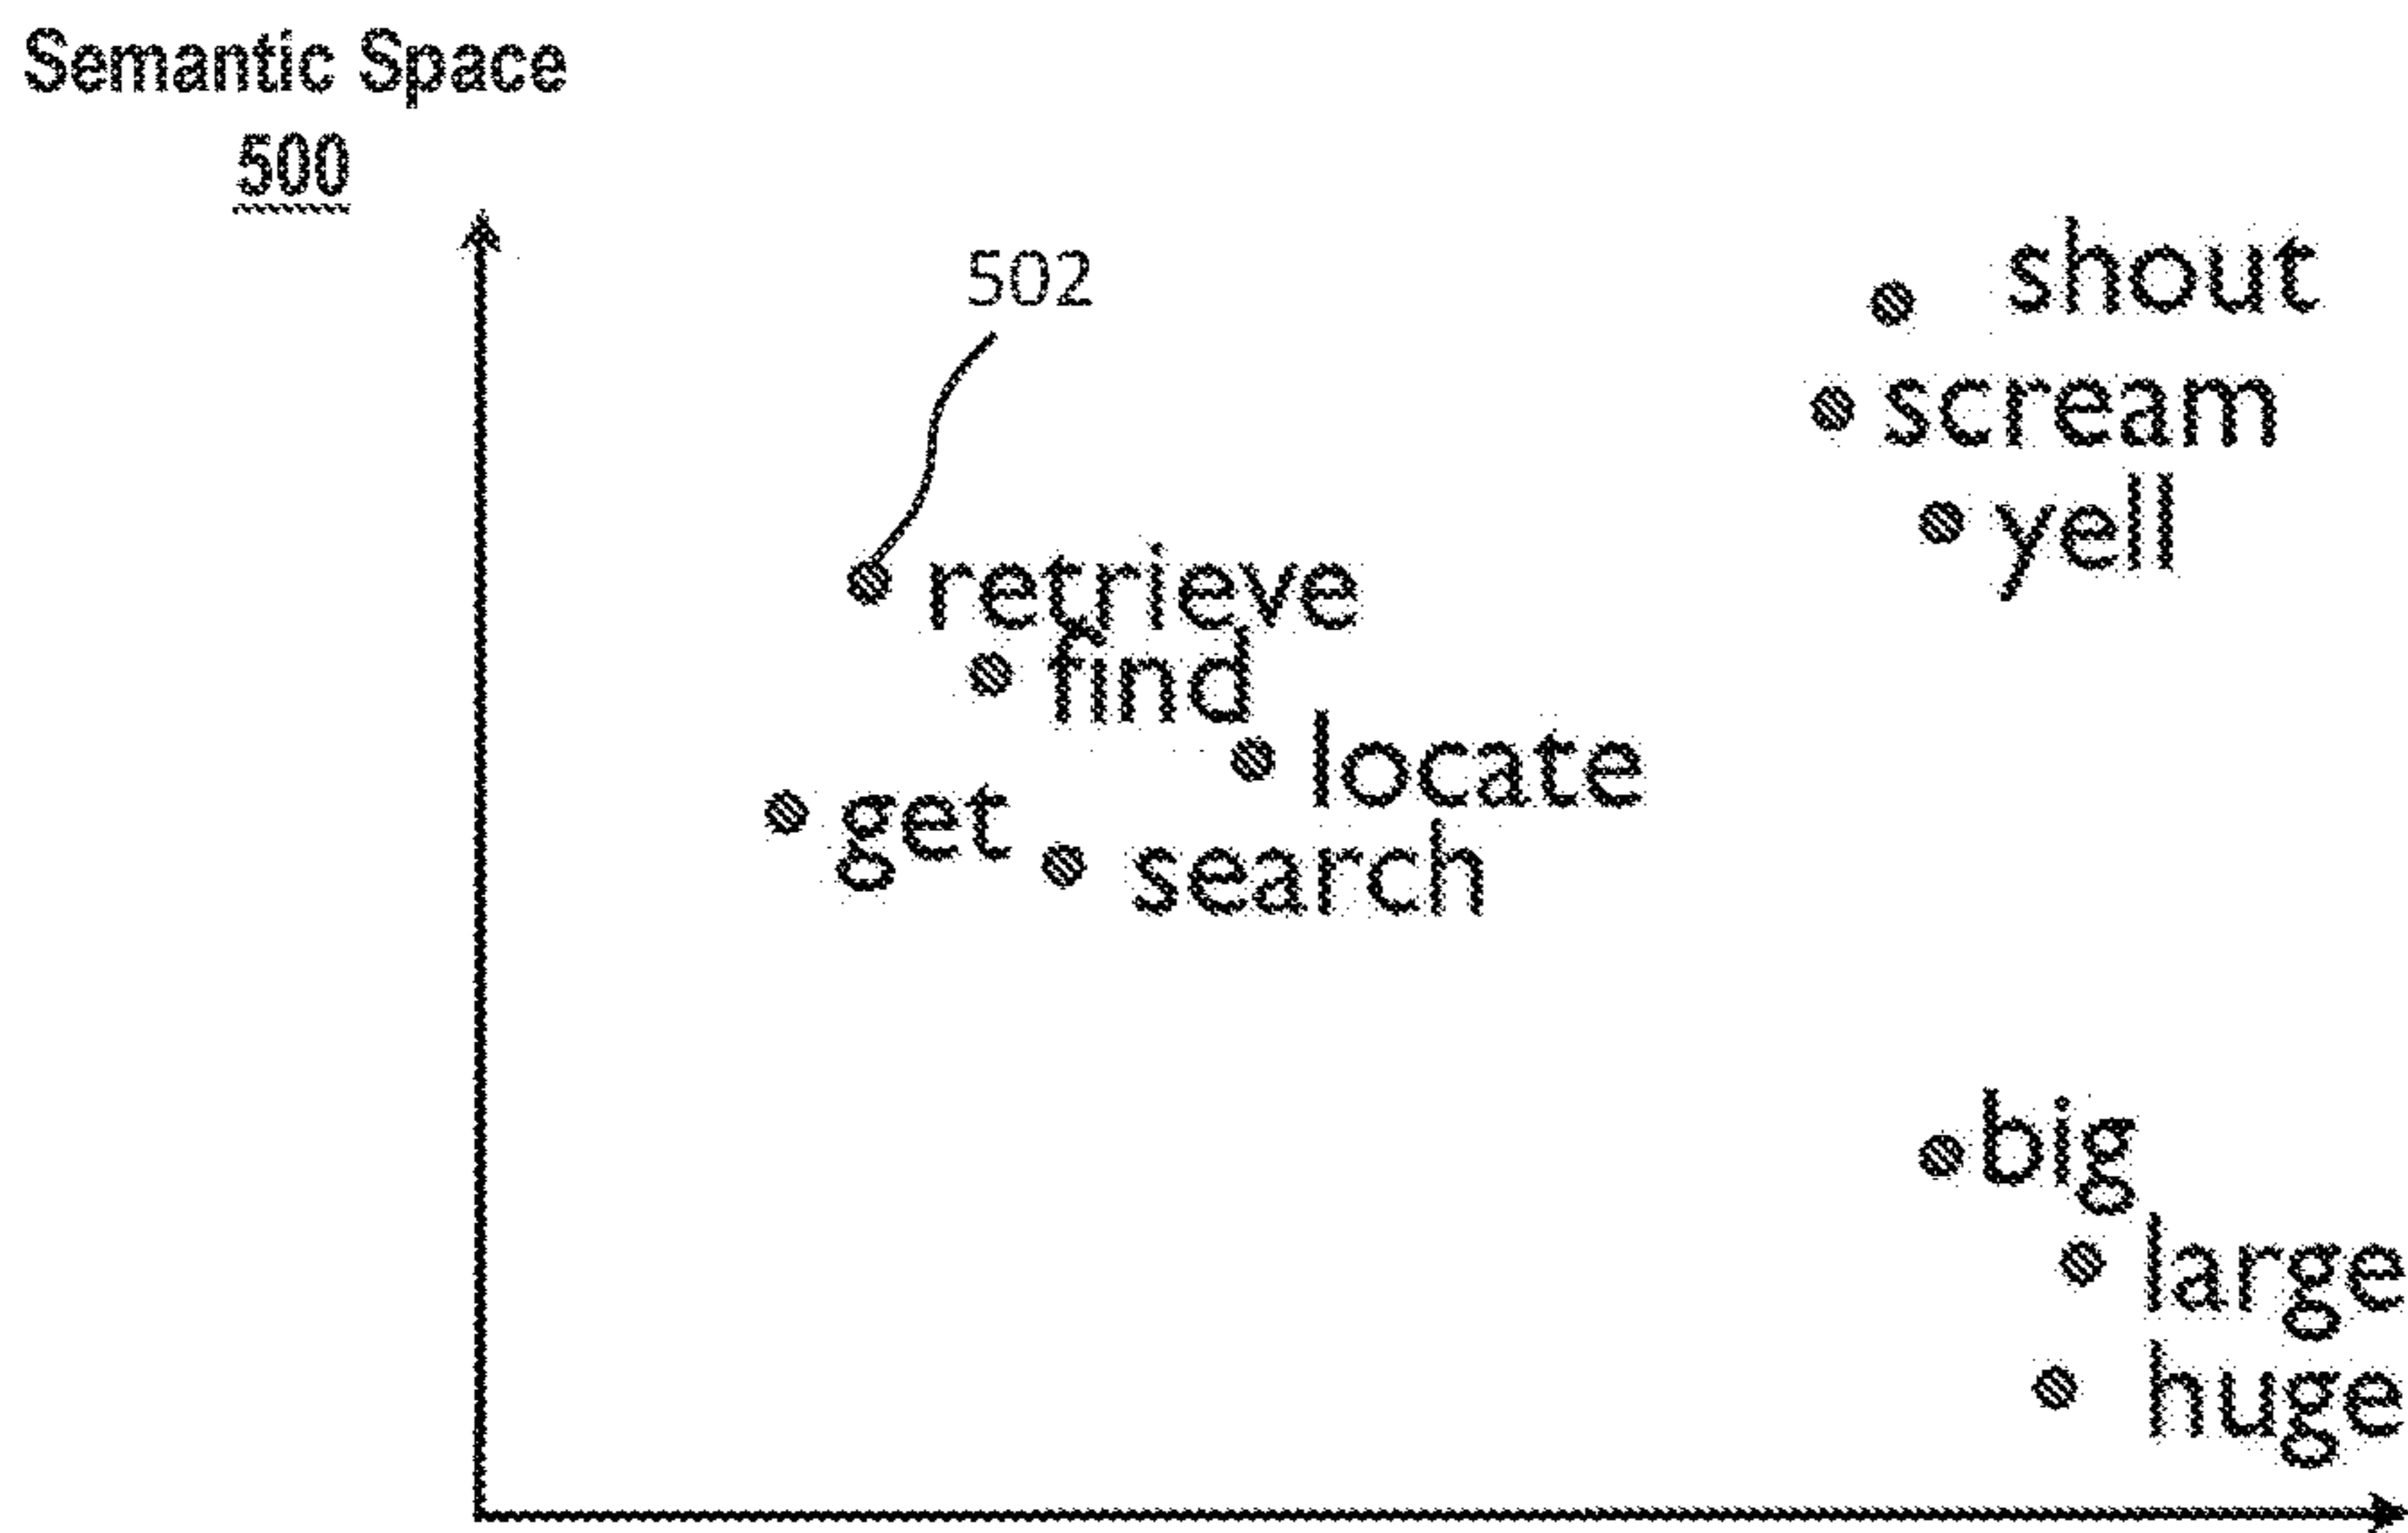 Semantic Space
500
502
shout
scream
yell
retrieve
find
locate
get
search
big
large
huge